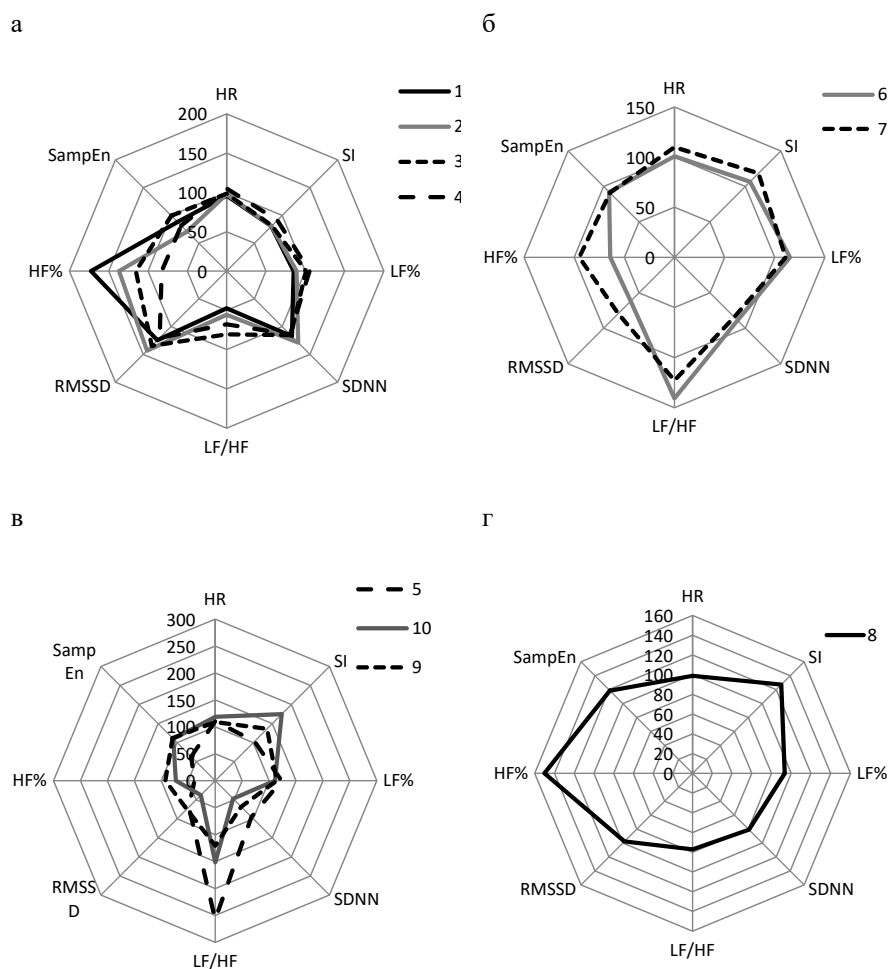 а
HR
200
150
100
50
0
SI
LF%
SDNN
LF/HF
RMSSD
HF%
SampEn
1
2
3
4
б
HR
150
100
50
0
SI
LF%
SDNN
LF/HF
RMSSD
HF%
SampEn
6
7
в
HR
300
250
200
150
100
50
0
SI
LF%
SDNN
LF/HF
RMSS
D
HF%
Samp
En
5
10
9
г
HR
160
140
120
100
80
60
40
20
0
SI
LF%
SDNN
LF/HF
RMSSD
HF%
SampEn
8